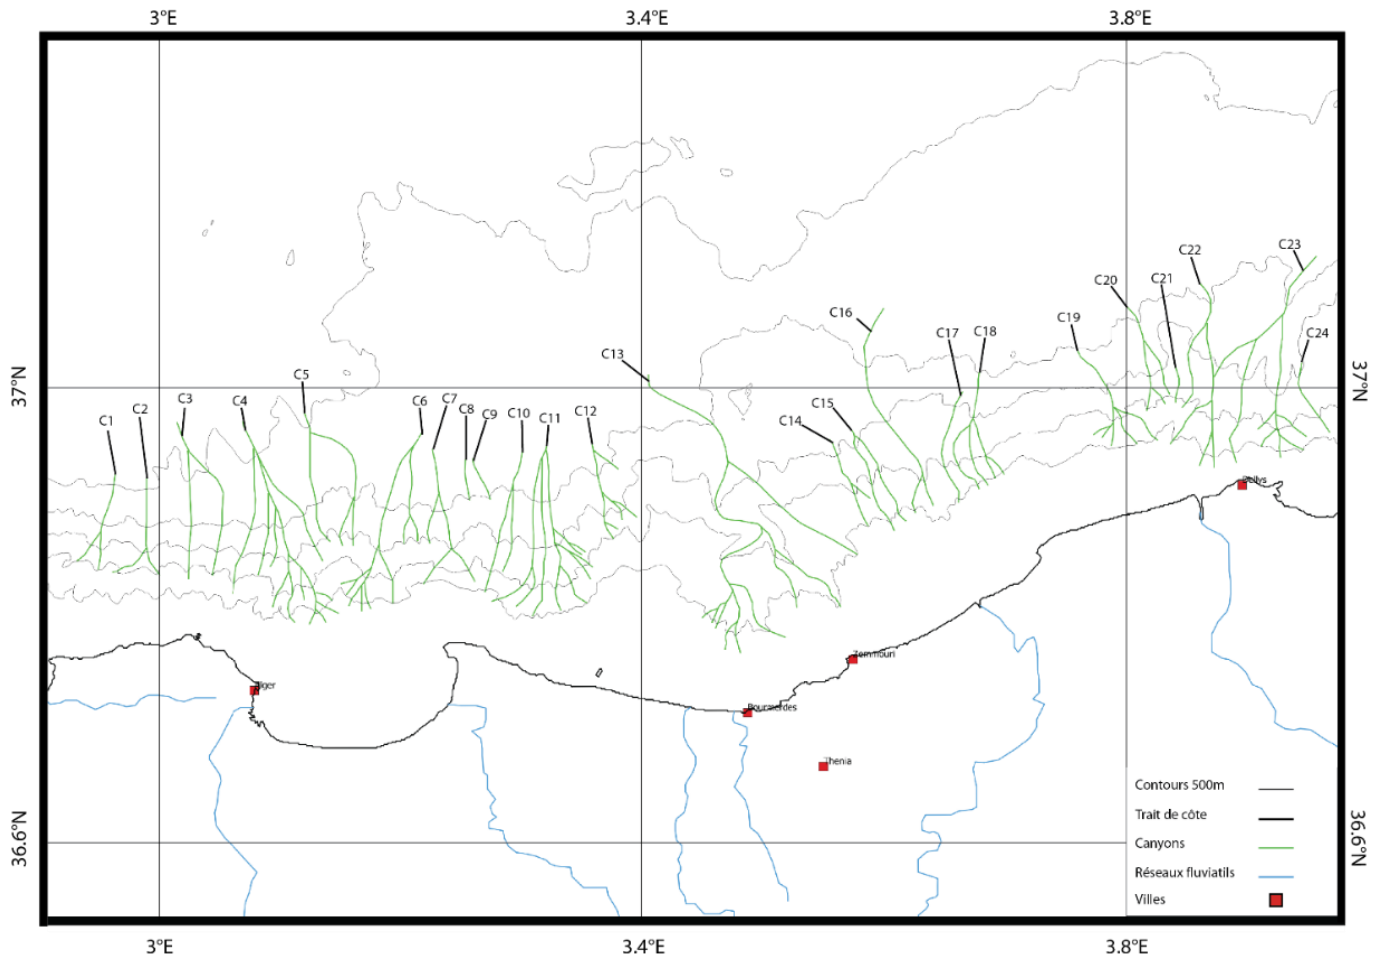 3°E
3.4°E
3.8°E
C23
C22
C21
C20
C16
C19
C17
C18
C24
C13
37°N
37°N
C5
C1
C2
C3
C4
C6
C7
C8
C9
C10
C11
C12
C15
C14
Dellys
Zemmouri
Alger
Boumerdes
Thenia
Contours 500m
Trait de côte
Canyons
Réseaux fluviatils
Villes
36.6°N
36.6°N
3°E
3.4°E
3.8°E